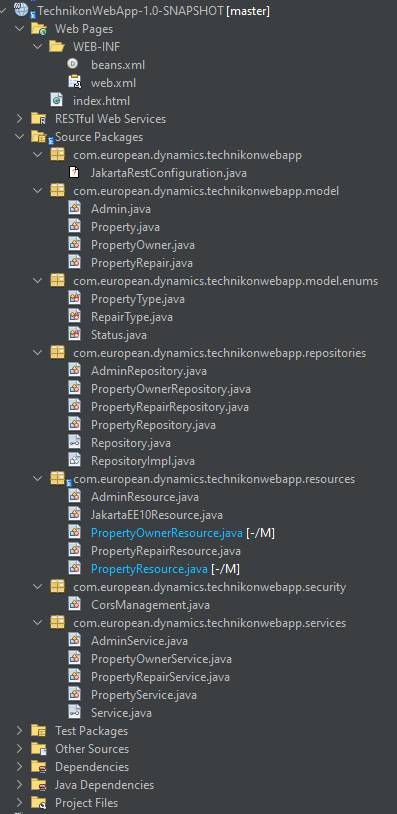 TechnikonWebApp-1.0-SNAPSHOT [master]
Web Pages
WEB-INF
beans.xml
web.xml
index.html
RESTful Web Services
Source Packages
com.european.dynamics.technikonwebapp
JakartaRestConfiguration.java
com.european.dynamics.technikonwebapp.model
Admin.java
Property.java
PropertyOwner.java
PropertyRepair.java
com.european.dynamics.technikonwebapp.model.enums
PropertyType.java
RepairType.java
Status.java
com.european.dynamics.technikonwebapp.repositories
AdminRepository.java
PropertyOwnerRepository.java
PropertyRepairRepository.java
PropertyRepository.java
Repository.java
RepositoryImpl.java
com.european.dynamics.technikonwebapp.resources
AdminResource.java
JakartaEE10Resource.java
PropertyOwnerResource.java [-/M]
PropertyRepairResource.java
PropertyResource.java [-/M]
com.european.dynamics.technikonwebapp.security
CorsManagement.java
com.european.dynamics.technikonwebapp.services
AdminService.java
PropertyOwnerService.java
PropertyRepairService.java
PropertyService.java
Service.java
Test Packages
Other Sources
Dependencies
Java Dependencies
Project Files